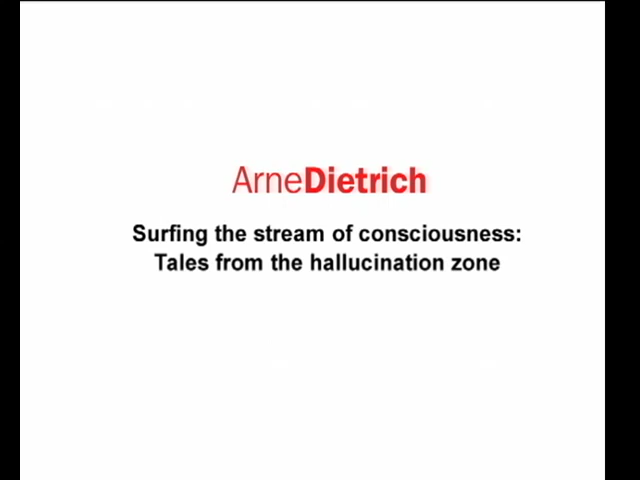 ArneDietrich
Surfing the stream of consciousness:
Tales from the hallucination zone